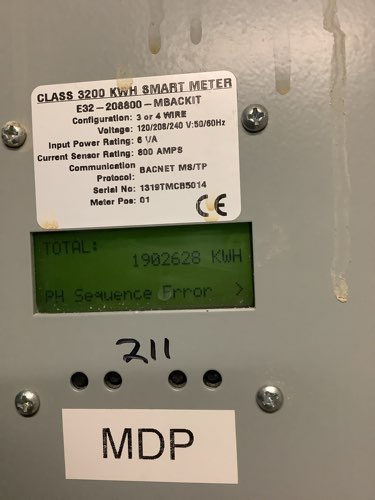 CLASS 3200 KWH SMART METER
E32-208800-MBACKIT
Configuration: 3 or 4 WIRE
Voltage: 120/208/240 V:50/60Hz
Input Power Rating: 6 VA
Current Sensor Rating: 800 AMPS
Communication Protocol: BACNET MS/TP
Serial No: 1319TMCB5014
Meter Pos: 01
CE
TOTAL:
1902628 KWH
PH Sequence Error >
211
MDP